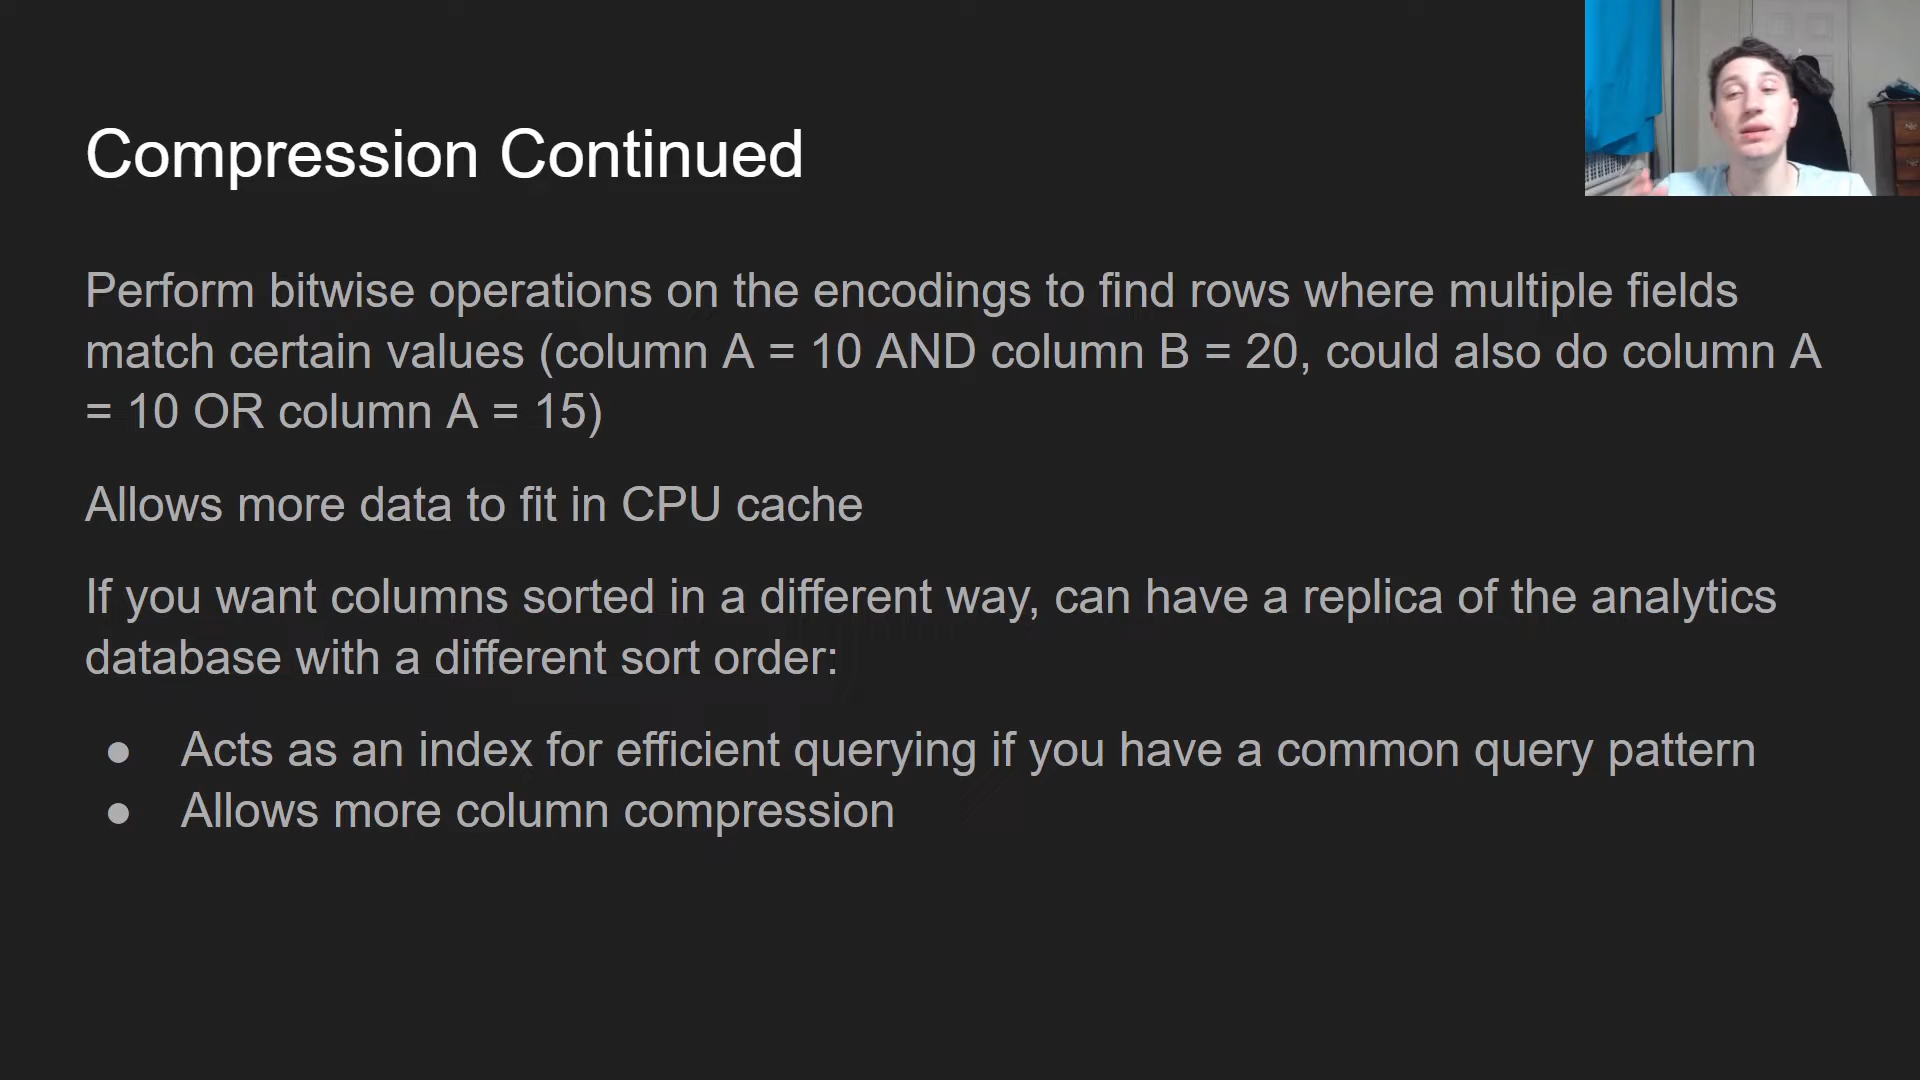 Compression Continued
Perform bitwise operations on the encodings to find rows where multiple fields
match certain values (column A = 10 AND column B = 20, could also do column A
= 10 OR column A = 15)
Allows more data to fit in CPU cache
If you want columns sorted in a different way, can have a replica of the analytics
database with a different sort order:
● Acts as an index for efficient querying if you have a common query pattern
● Allows more column compression